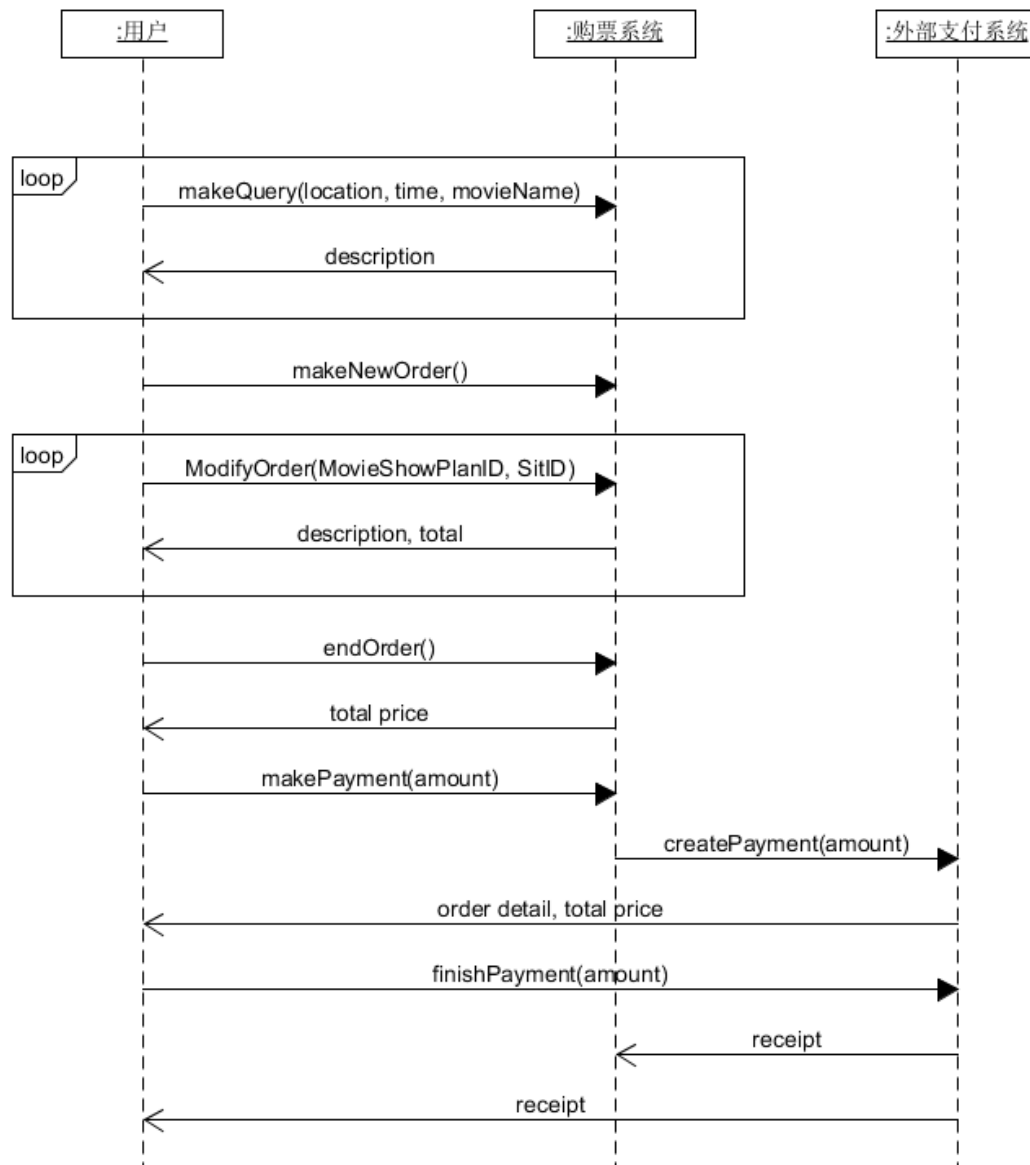 :用户
:购票系统
:外部支付系统
loop
makeQuery(location, time, movieName)
description
makeNewOrder()
loop
ModifyOrder(MovieShowPlanID, SitID)
description, total
endOrder()
total price
makePayment(amount)
createPayment(amount)
order detail, total price
finishPayment(amount)
receipt
receipt